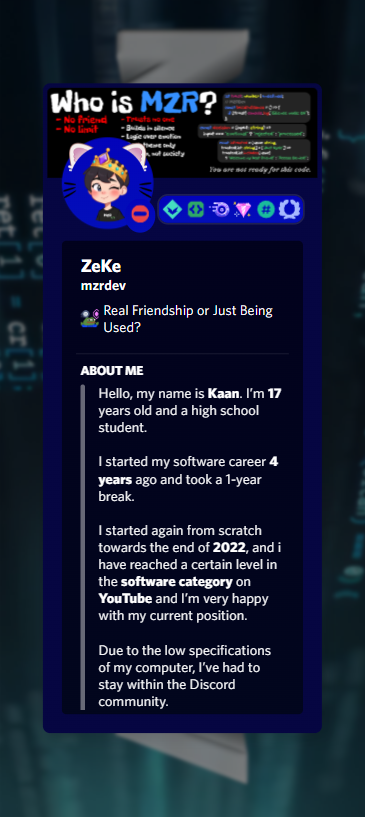 Who is MZR?
- No Friend
- No limit
- Builds in silence
- Logic over emotion
You are not ready for this code.
ZeKe
mzrdev
Real Friendship or Just Being
Used?
ABOUT ME
Hello, my name is Kaan. I'm 17
years old and a high school
student.
I started my software career 4
years ago and took a 1-year
break.
I started again from scratch
towards the end of 2022, and i
have reached a certain level in
the software category on
YouTube and I'm very happy
with my current position.
Due to the low specifications
of my computer, I've had to
stay within the Discord
community.